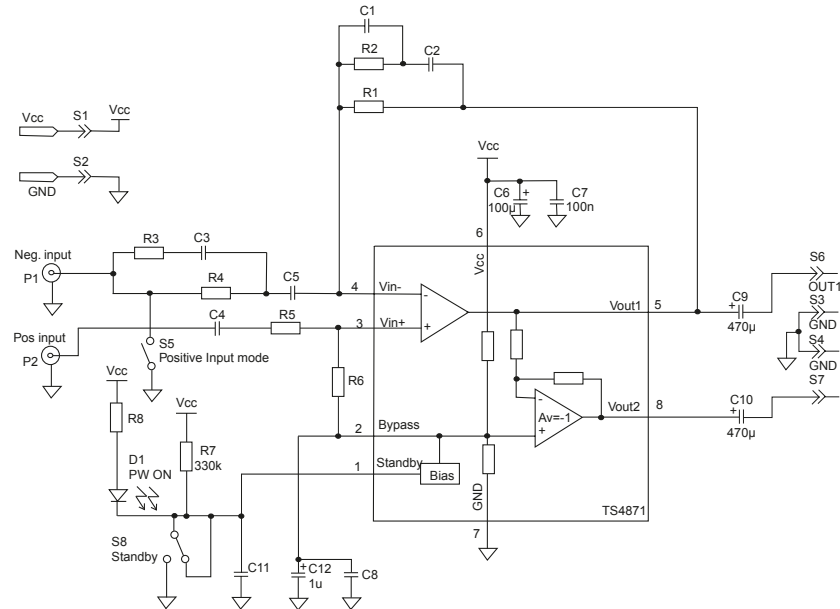 C1
R2
C2
R1
Vcc
S1
Vcc
S2
GND
Vcc
C6
+
100µ
C7
100n
6
Vcc
Neg. input
P1
R3
C3
R4
C5
4
Vin-
-
Vout1
5
S6
OUT1
C9
+
470µ
S3
GND
S4
GND
S7
Pos input
P2
C4
R5
3
Vin+
+
S5
Positive Input mode
R6
Vcc
R8
Vcc
R7
330k
D1
PW ON
2
Bypass
-
Av=-1
+
Vout2
8
C10
+
470µ
1
Standby
Bias
GND
TS4871
7
S8
Standby
C11
+
C12
1u
C8